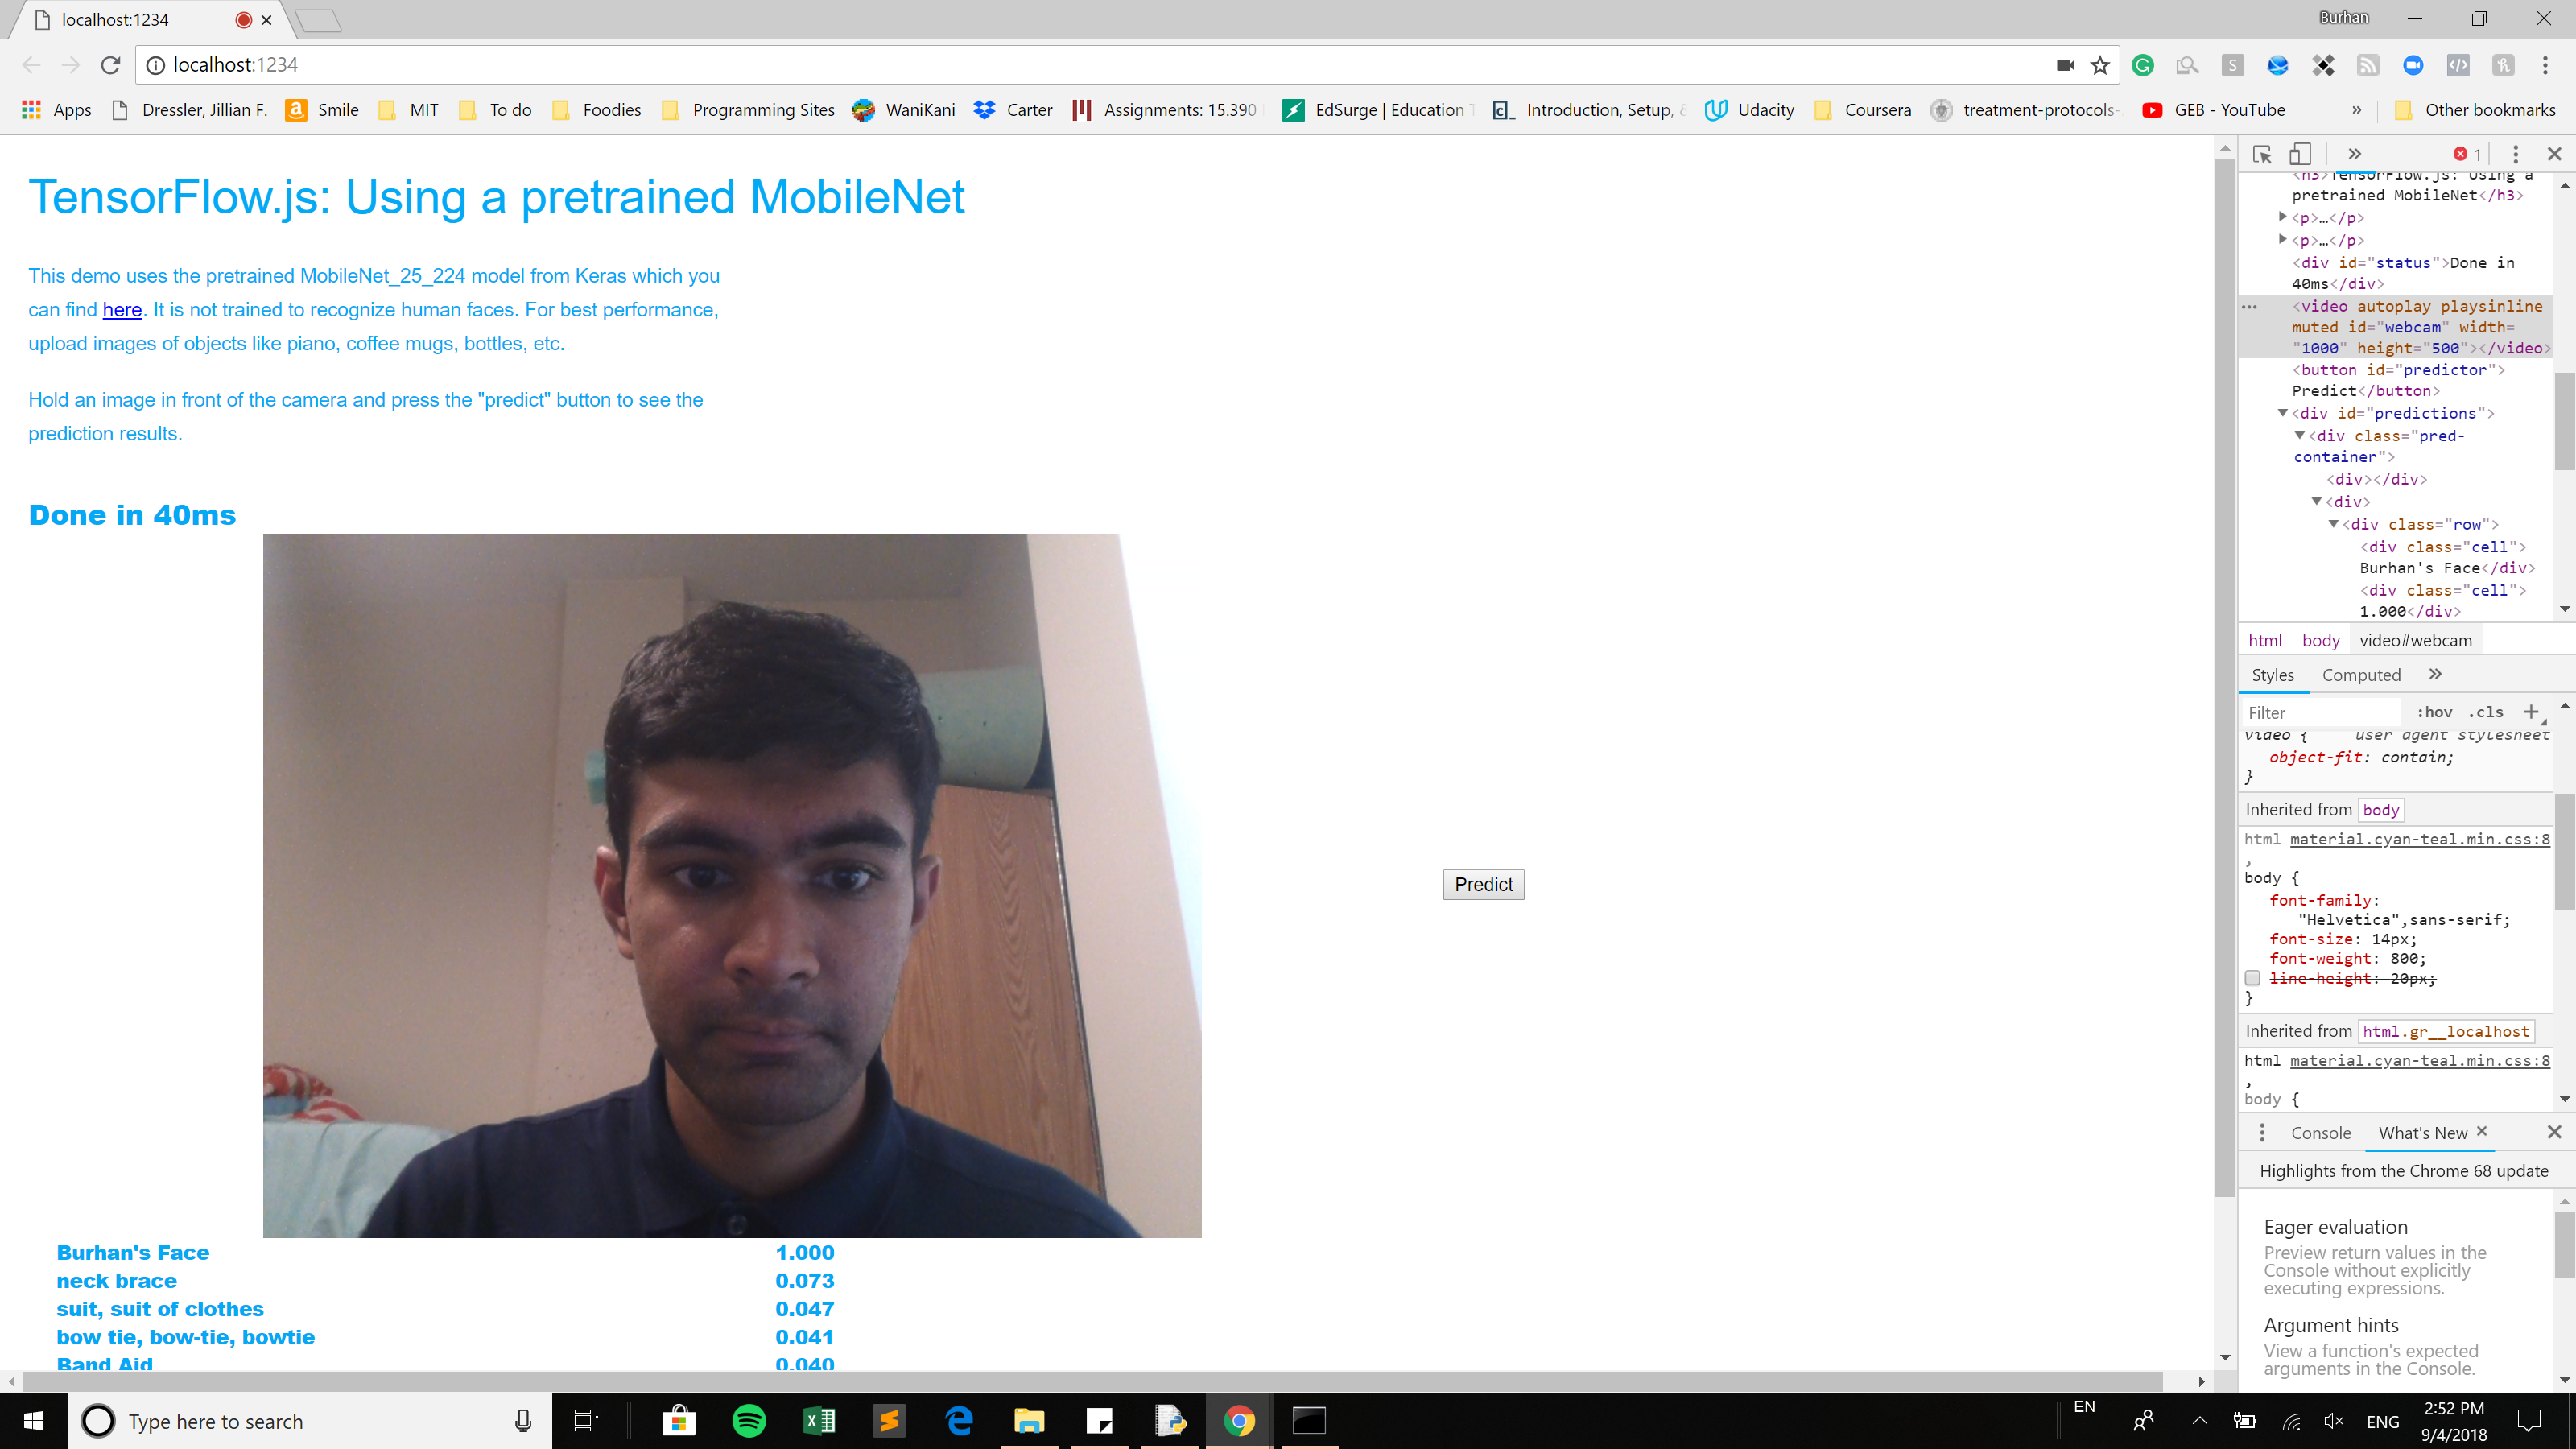 localhost:1234
Burhan
localhost:1234
Apps Dressler, Jillian F. Smile MIT To do Foodies Programming Sites WaniKani Carter Assignments: 15.390 EdSurge | Education Introduction, Setup, & Udacity Coursera treatment-protocols- GEB - YouTube » Other bookmarks
TensorFlow.js: Using a pretrained MobileNet
This demo uses the pretrained MobileNet_25_224 model from Keras which you
can find here. It is not trained to recognize human faces. For best performance,
upload images of objects like piano, coffee mugs, bottles, etc.
Hold an image in front of the camera and press the "predict" button to see the
prediction results.
Done in 40ms
Predict
Burhan's Face 1.000
neck brace 0.073
suit, suit of clothes 0.047
bow tie, bow-tie, bowtie 0.041
Band Aid 0.040
» 1
<h3>TensorFlow.js: Using a
pretrained MobileNet</h3>
<p>…</p>
<p>…</p>
<div id="status">Done in
40ms</div>
<video autoplay playsinline
muted id="webcam" width=
"1000" height="500"></video>
<button id="predictor">
Predict</button>
<div id="predictions">
<div class="pred-
container">
<div></div>
<div>
<div class="row">
<div class="cell">
Burhan's Face</div>
<div class="cell">
1.000</div>
html body video#webcam
Styles Computed »
Filter :hov .cls +
video { user agent stylesheet
object-fit: contain;
}
Inherited from body
html material.cyan-teal.min.css:8
,
body {
font-family:
"Helvetica",sans-serif;
font-size: 14px;
font-weight: 800;
line-height: 20px;
}
Inherited from html.gr__localhost
html material.cyan-teal.min.css:8
,
body {
Console What's New
Highlights from the Chrome 68 update
Eager evaluation
Preview return values in the
Console without explicitly
executing expressions.
Argument hints
View a function's expected
arguments in the Console.
Type here to search
EN
ENG
2:52 PM
9/4/2018